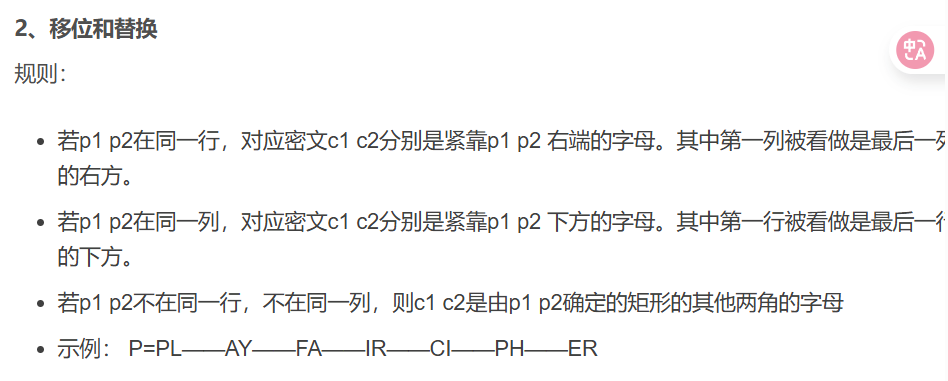 2、移位和替换
规则：
若p1 p2在同一行，对应密文c1 c2分别是紧靠p1 p2 右端的字母。其中第一列被看做是最后一列
的右方。
若p1 p2在同一列，对应密文c1 c2分别是紧靠p1 p2 下方的字母。其中第一行被看做是最后一行
的下方。
若p1 p2不在同一行，不在同一列，则c1 c2是由p1 p2确定的矩形的其他两角的字母
示例： P=PL——AY——FA——IR——CI——PH——ER